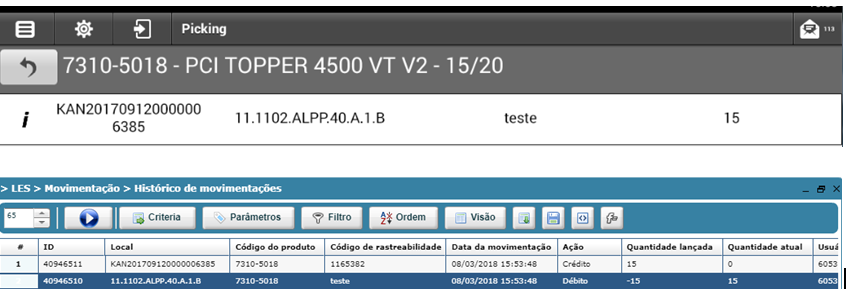 Picking
113
7310-5018 - PCI TOPPER 4500 VT V2 - 15/20
i KAN20170912000000 11.1102.ALPP.40.A.1.B teste 15
6385
> LES > Movimentação > Histórico de movimentações
65 Criteria Parâmetros Filtro Ordem Visão
# ID Local Código do produto Código de rastreabilidade Data da movimentação Ação Quantidade lançada Quantidade atual Usuá
1 40946511 KAN201709120000006385 7310-5018 1165382 08/03/2018 15:53:48 Crédito 15 0 6053
40946510 11.1102.ALPP.40.A.1.B 7310-5018 teste 08/03/2018 15:53:48 Débito -15 15 6053